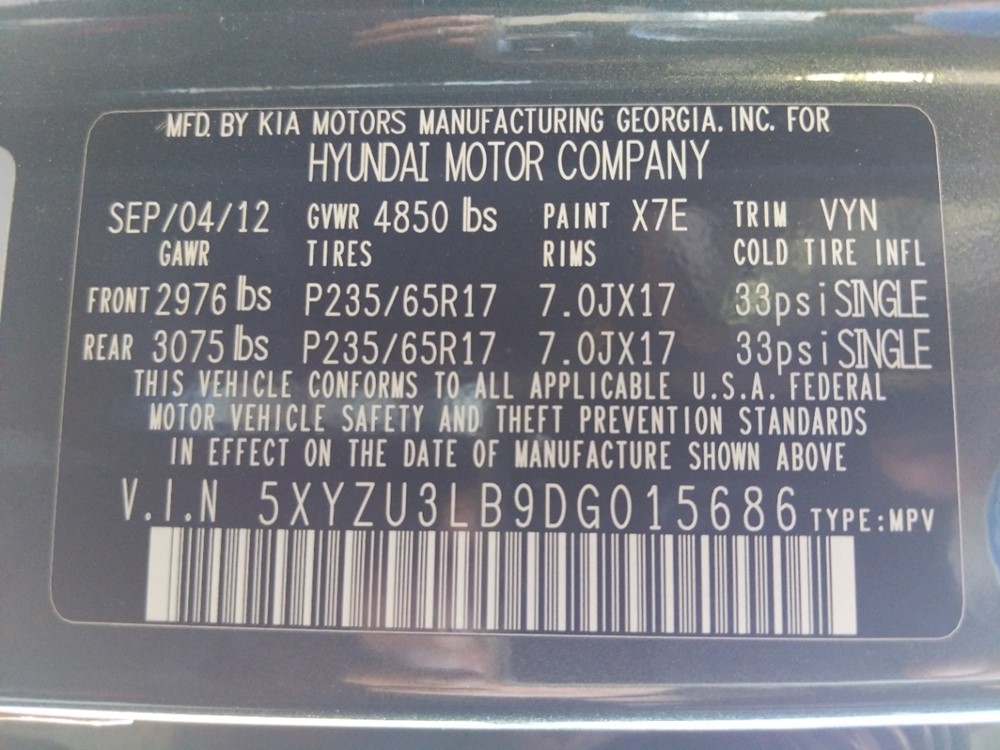 MFD. BY KIA MOTORS MANUFACTURING GEORGIA. INC. FOR
HYUNDAI MOTOR COMPANY
SEP/04/12 GVWR 4850 lbs PAINT X7E TRIM VYN
GAWR TIRES RIMS COLD TIRE INFL
FRONT 2976 lbs P235/65R17 7.0JX17 33psi SINGLE
REAR 3075 lbs P235/65R17 7.0JX17 33psi SINGLE
THIS VEHICLE CONFORMS TO ALL APPLICABLE U.S.A. FEDERAL
MOTOR VEHICLE SAFETY AND THEFT PREVENTION STANDARDS
IN EFFECT ON THE DATE OF MANUFACTURE SHOWN ABOVE
V.I.N 5XYZU3LB9DG015686 TYPE:MPV